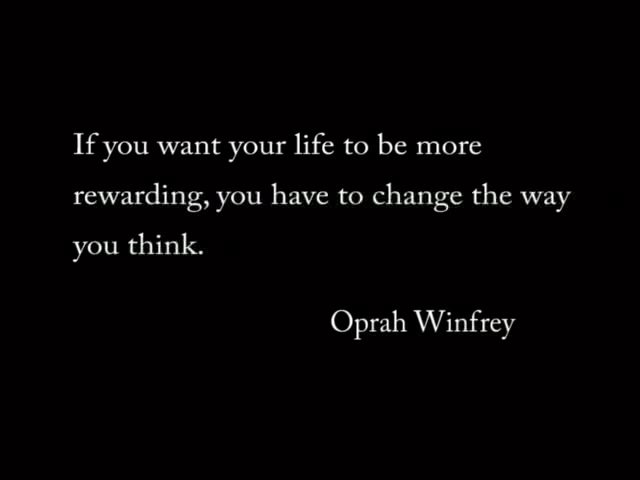 If you want your life to be more
rewarding, you have to change the way
you think.
Oprah Winfrey